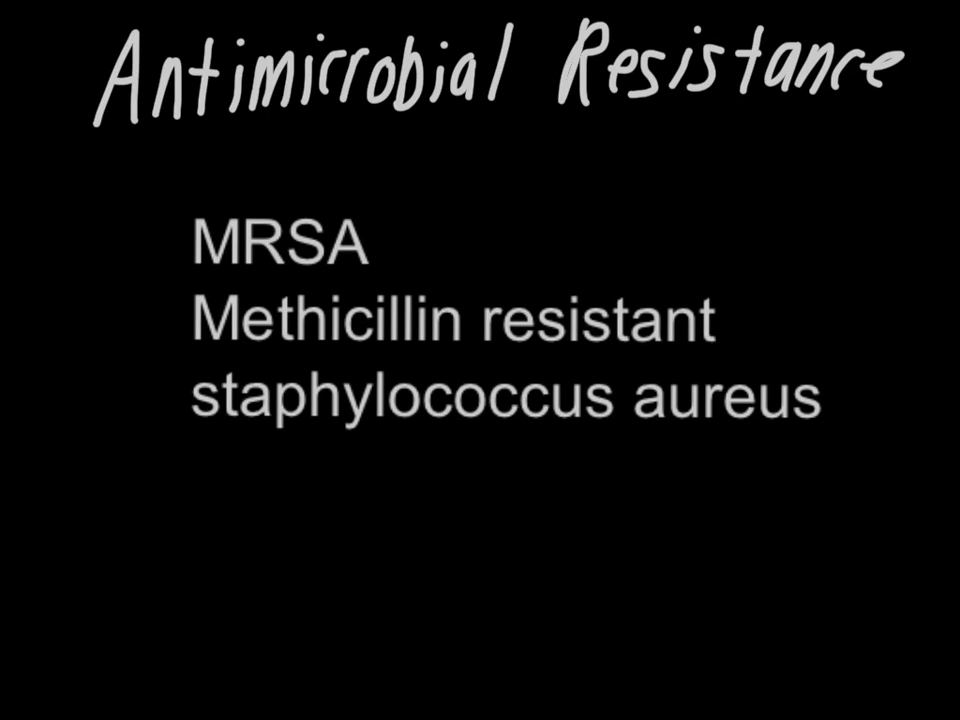 Antimicrobial Resistance
MRSA
Methicillin resistant
staphylococcus aureus